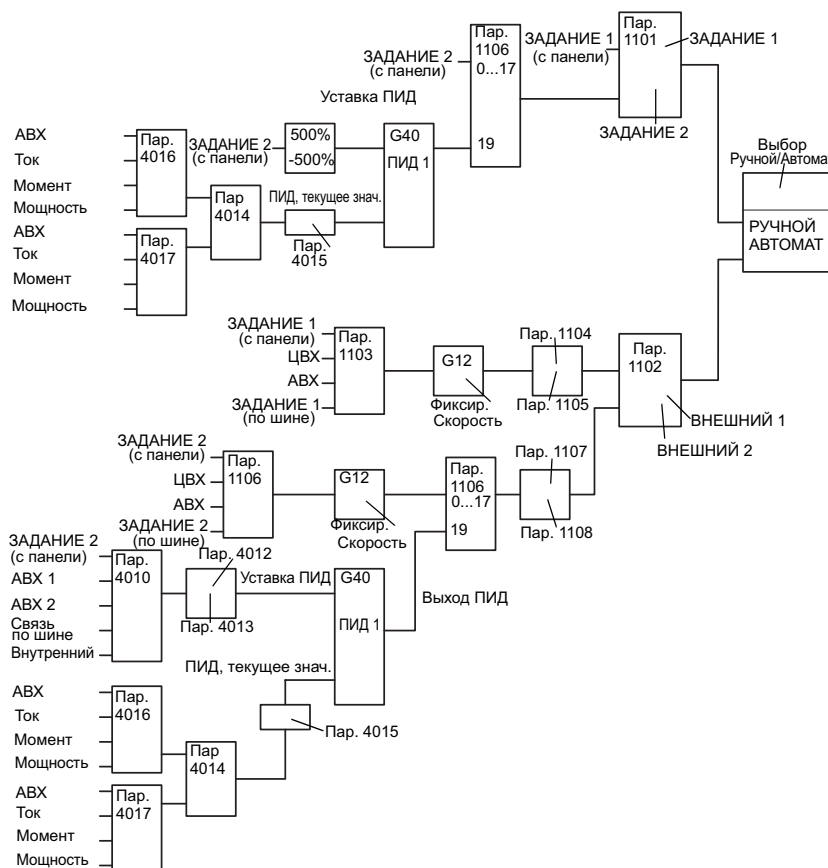 Пар.
1106
0...17
19
ЗАДАНИЕ 2
(с панели)
Пар.
1101
ЗАДАНИЕ 1
(с панели)
ЗАДАНИЕ 1
ЗАДАНИЕ 2
Уставка ПИД
АВХ
Ток
Момент
Мощность
Пар.
4016
ЗАДАНИЕ 2
(с панели)
500%
-500%
G40
ПИД 1
Выбор
Ручной/Автома
РУЧНОЙ
АВТОМАТ
АВХ
Ток
Момент
Мощность
Пар.
4017
Пар
4014
ПИД, текущее знач.
Пар.
4015
ЗАДАНИЕ 1
(с панели)
ЦВХ
АВХ
ЗАДАНИЕ 1
(по шине)
Пар.
1103
G12
Фиксир.
Скорость
Пар. 1104
Пар. 1105
Пар.
1102
ВНЕШНИЙ 1
ВНЕШНИЙ 2
ЗАДАНИЕ 2
(с панели)
ЦВХ
АВХ
ЗАДАНИЕ 2
(по шине)
Пар.
1106
G12
Фиксир.
Скорость
Пар.
1106
0...17
19
Пар. 1107
Пар. 1108
ЗАДАНИЕ 2
(с панели)
АВХ 1
АВХ 2
Связь
по шине
Внутренний
Пар.
4010
Пар. 4012
Пар. 4013
Уставка ПИД
G40
ПИД 1
Выход ПИД
ПИД, текущее знач.
Пар. 4015
АВХ
Ток
Момент
Мощность
Пар.
4016
Пар
4014
АВХ
Ток
Момент
Мощность
Пар.
4017